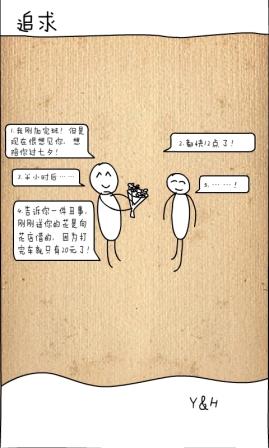 追求
1.我刚加完班!但是
现在很想见你,想
陪你过七夕!
2.都快12点了!
3.半小时后……
4.告诉你一件丑事,
刚刚送你的花是向
花店借的,因为打
完车就只有20元了!
5.……!
Y&H